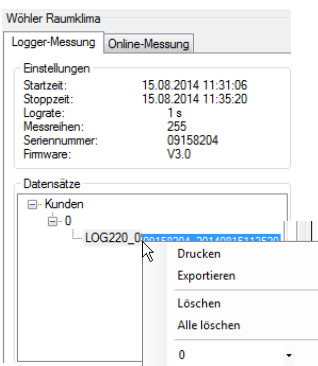 Wöhler Raumklima
Logger-Messung Online-Messung
Einstellungen
Startzeit: 15.08.2014 11:31:06
Stoppzeit: 15.08.2014 11:35:20
Lograte: 1 s
Messreihen: 255
Seriennummer: 09158204
Firmware: V3.0
Datensätze
Kunden
0
LOG220_09158204_20140815113520
Drucken
Exportieren
Löschen
Alle löschen
0